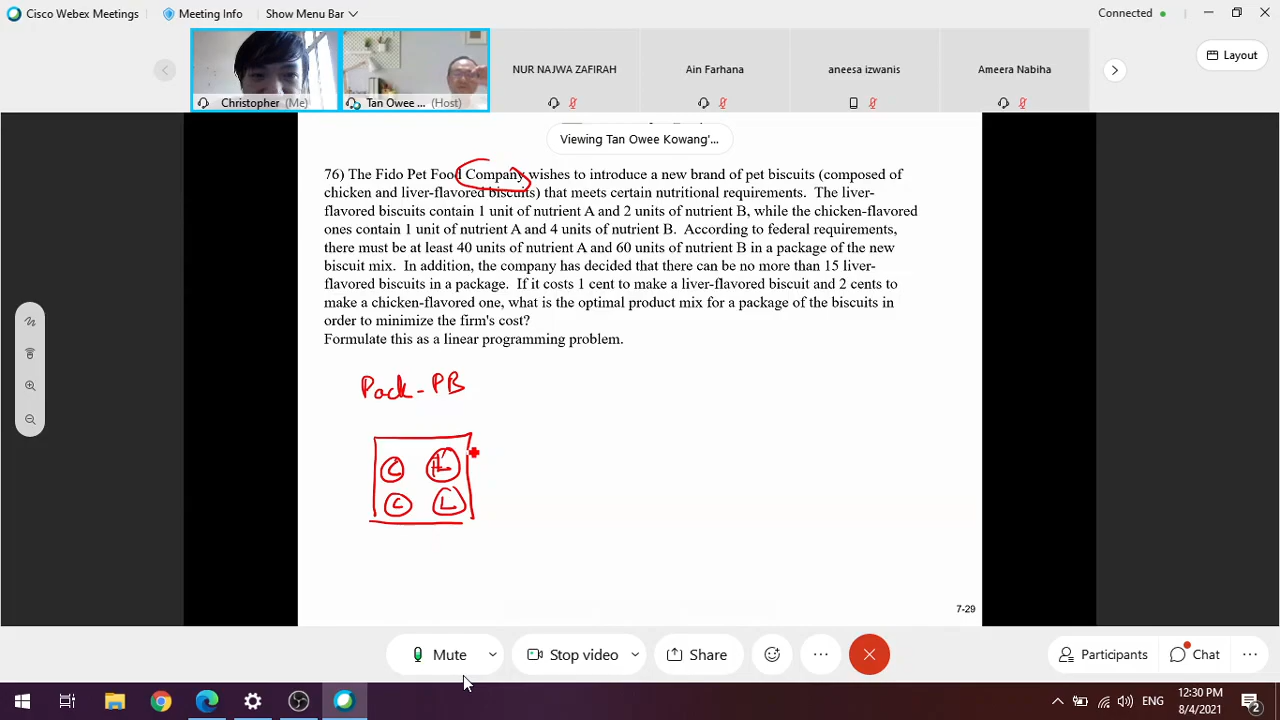 Cisco Webex Meetings
Meeting Info
Show Menu Bar
Connected
Christopher (Me)
Tan Owee ... (Host)
NUR NAJWA ZAFIRAH
Ain Farhana
aneesa izwanis
Ameera Nabiha
Layout
Viewing Tan Owee Kowang'...
76) The Fido Pet Food Company wishes to introduce a new brand of pet biscuits (composed of
chicken and liver-flavored biscuits) that meets certain nutritional requirements. The liver-
flavored biscuits contain 1 unit of nutrient A and 2 units of nutrient B, while the chicken-flavored
ones contain 1 unit of nutrient A and 4 units of nutrient B. According to federal requirements,
there must be at least 40 units of nutrient A and 60 units of nutrient B in a package of the new
biscuit mix. In addition, the company has decided that there can be no more than 15 liver-
flavored biscuits in a package. If it costs 1 cent to make a liver-flavored biscuit and 2 cents to
make a chicken-flavored one, what is the optimal product mix for a package of the biscuits in
order to minimize the firm's cost?
Formulate this as a linear programming problem.
Pack - PB
C L
C L
7-29
Mute
Stop video
Share
Participants
Chat
ENG
12:30 PM
8/4/2021
2